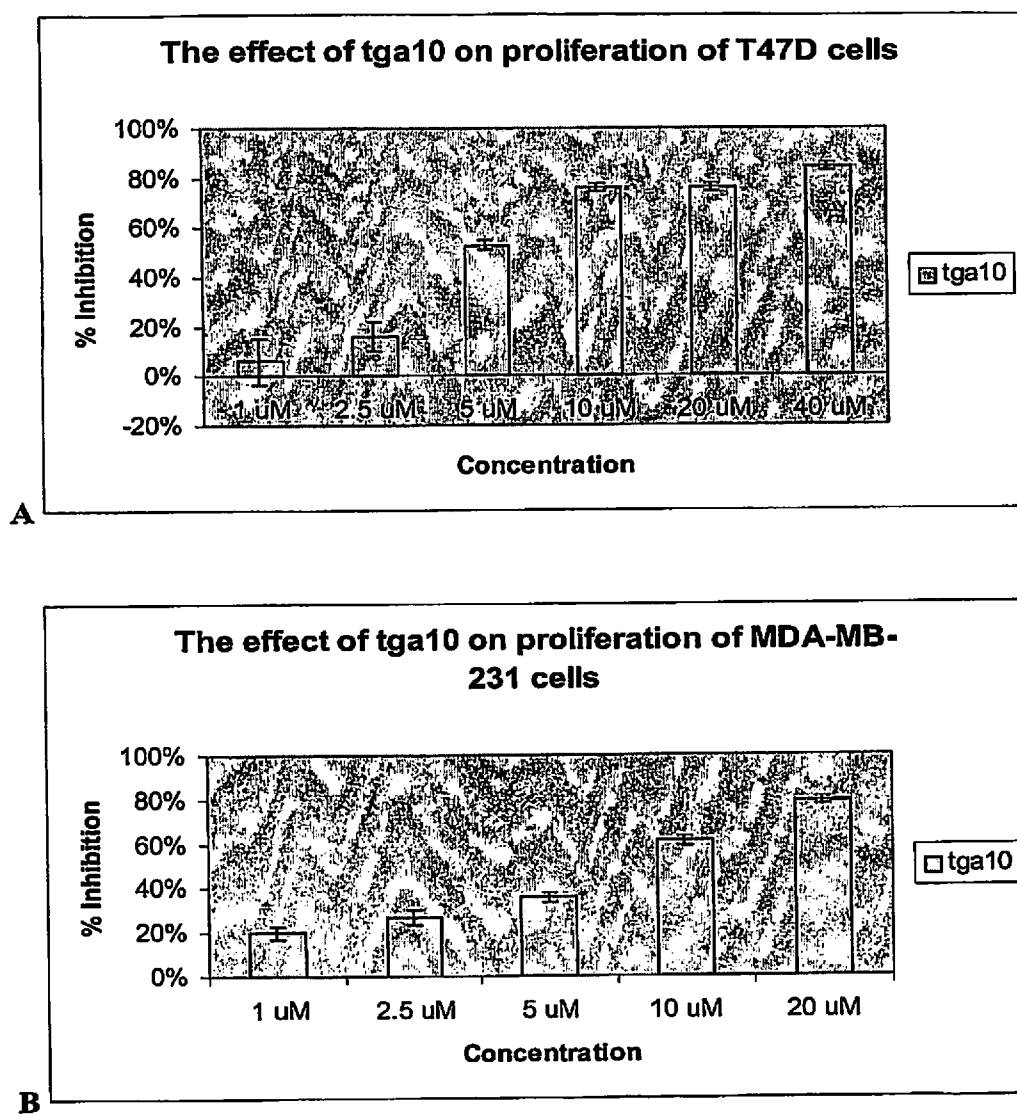 The effect of tga10 on proliferation of T47D cells
100%
80%
60%
40%
20%
0%
-20%
% Inhibition
1 uM 2.5 uM 5 uM 10 uM 20 uM 40 uM
Concentration
tga10
A
The effect of tga10 on proliferation of MDA-MB-
231 cells
100%
80%
60%
40%
20%
0%
% Inhibition
1 uM 2.5 uM 5 uM 10 uM 20 uM
Concentration
tga10
B